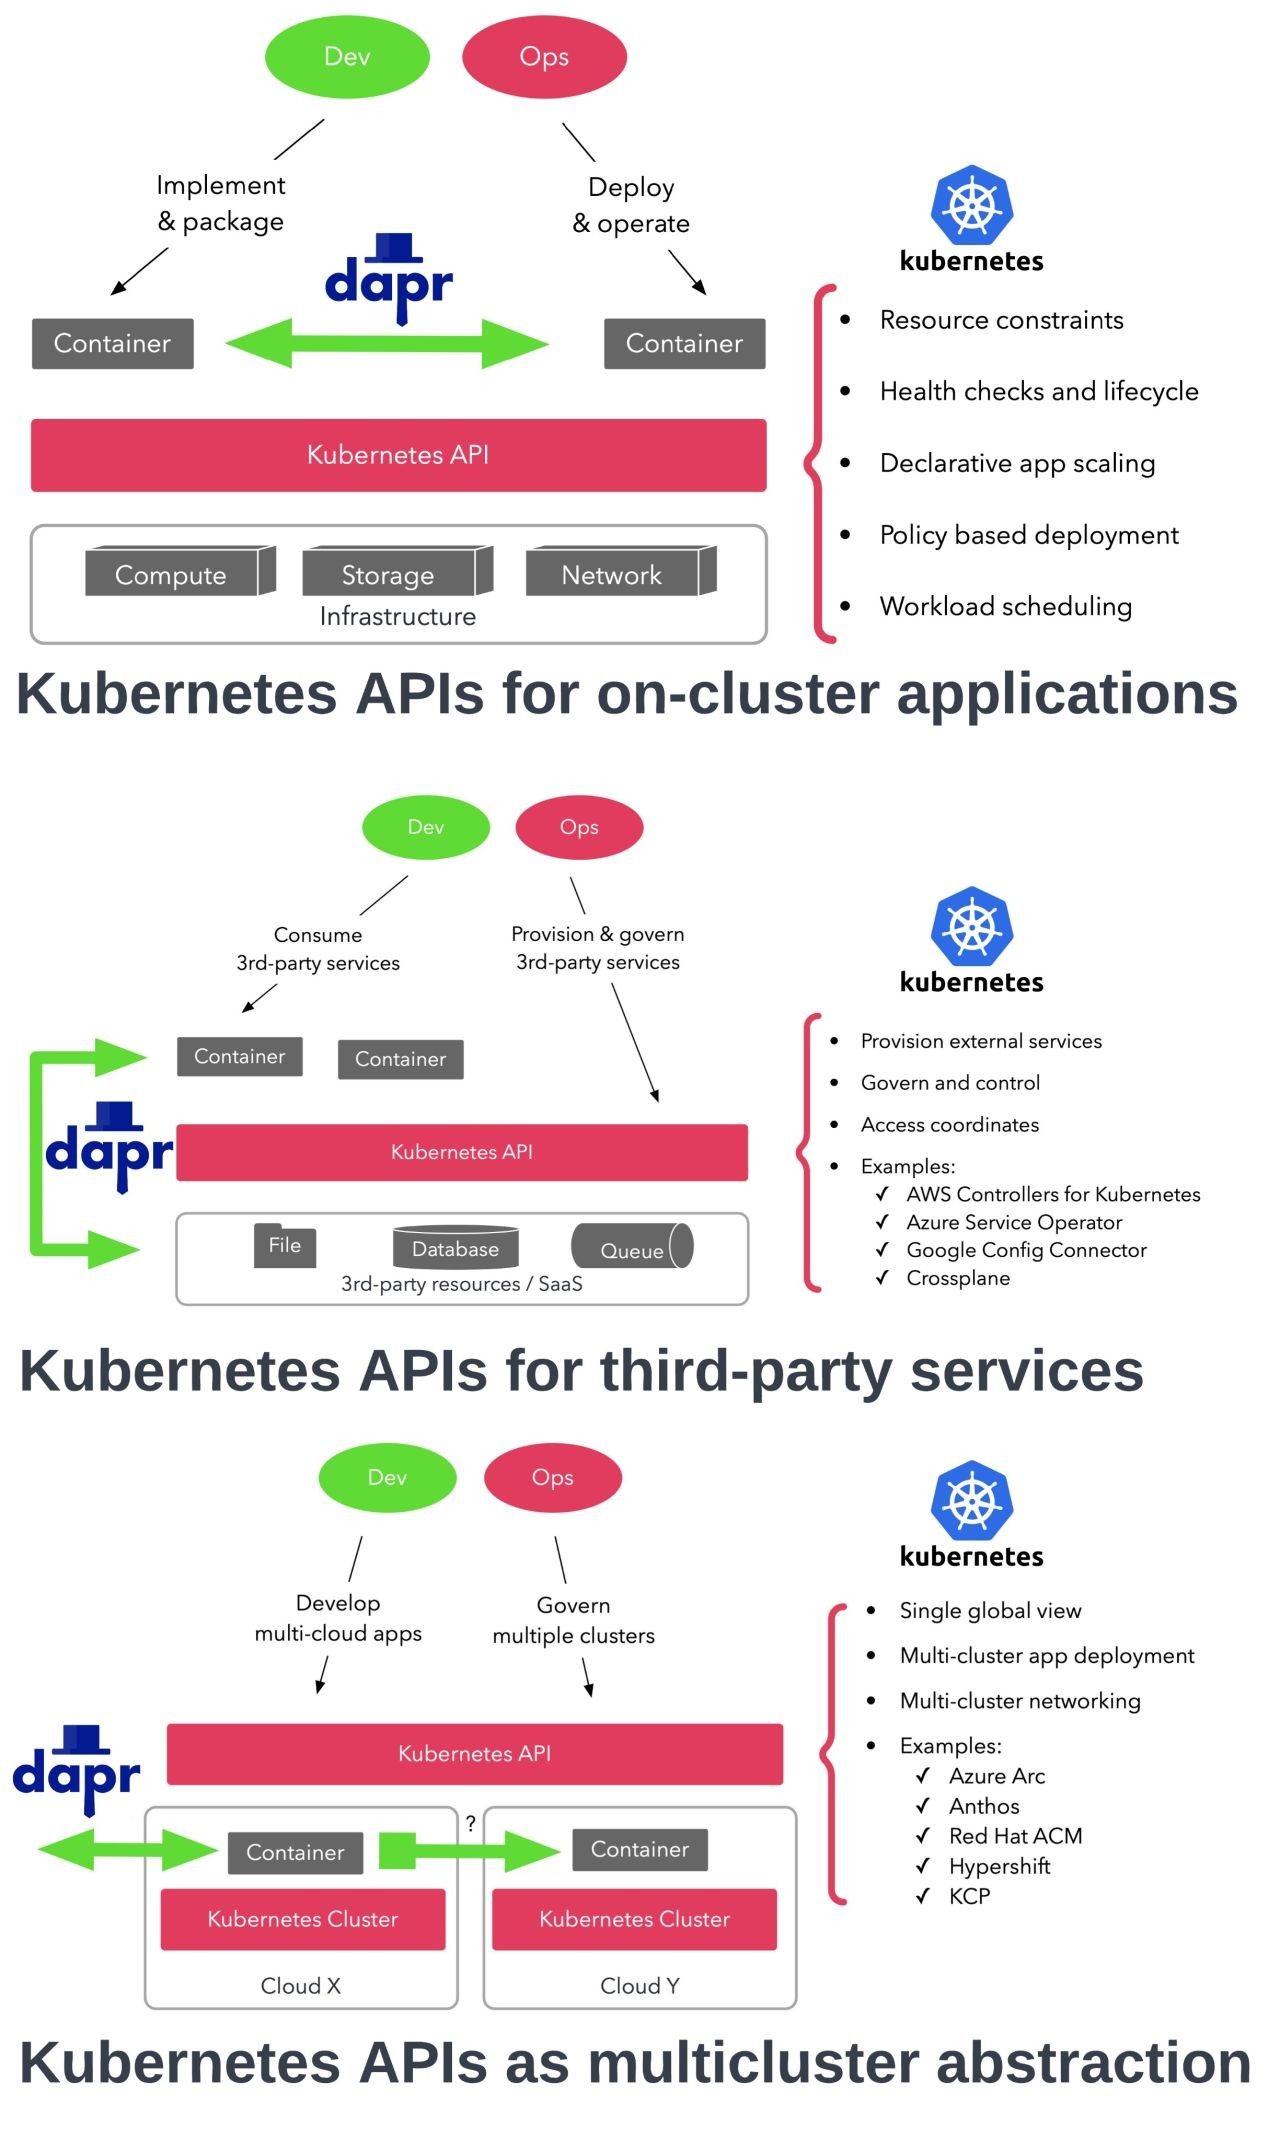 Dev
Ops
Implement
& package
Deploy
& operate
dapr
Container
Container
Kubernetes API
Compute
Storage
Network
Infrastructure
kubernetes
• Resource constraints
• Health checks and lifecycle
• Declarative app scaling
• Policy based deployment
• Workload scheduling
Kubernetes APIs for on-cluster applications
Dev
Ops
Consume
3rd-party services
Provision & govern
3rd-party services
Container
Container
dapr
Kubernetes API
File
Database
Queue
3rd-party resources / SaaS
kubernetes
• Provision external services
• Govern and control
• Access coordinates
• Examples:
✓ AWS Controllers for Kubernetes
✓ Azure Service Operator
✓ Google Config Connector
✓ Crossplane
Kubernetes APIs for third-party services
Dev
Ops
Develop
multi-cloud apps
Govern
multiple clusters
dapr
Kubernetes API
?
Container
Container
Kubernetes Cluster
Kubernetes Cluster
Cloud X
Cloud Y
kubernetes
• Single global view
• Multi-cluster app deployment
• Multi-cluster networking
• Examples:
✓ Azure Arc
✓ Anthos
✓ Red Hat ACM
✓ Hypershift
✓ KCP
Kubernetes APIs as multicluster abstraction